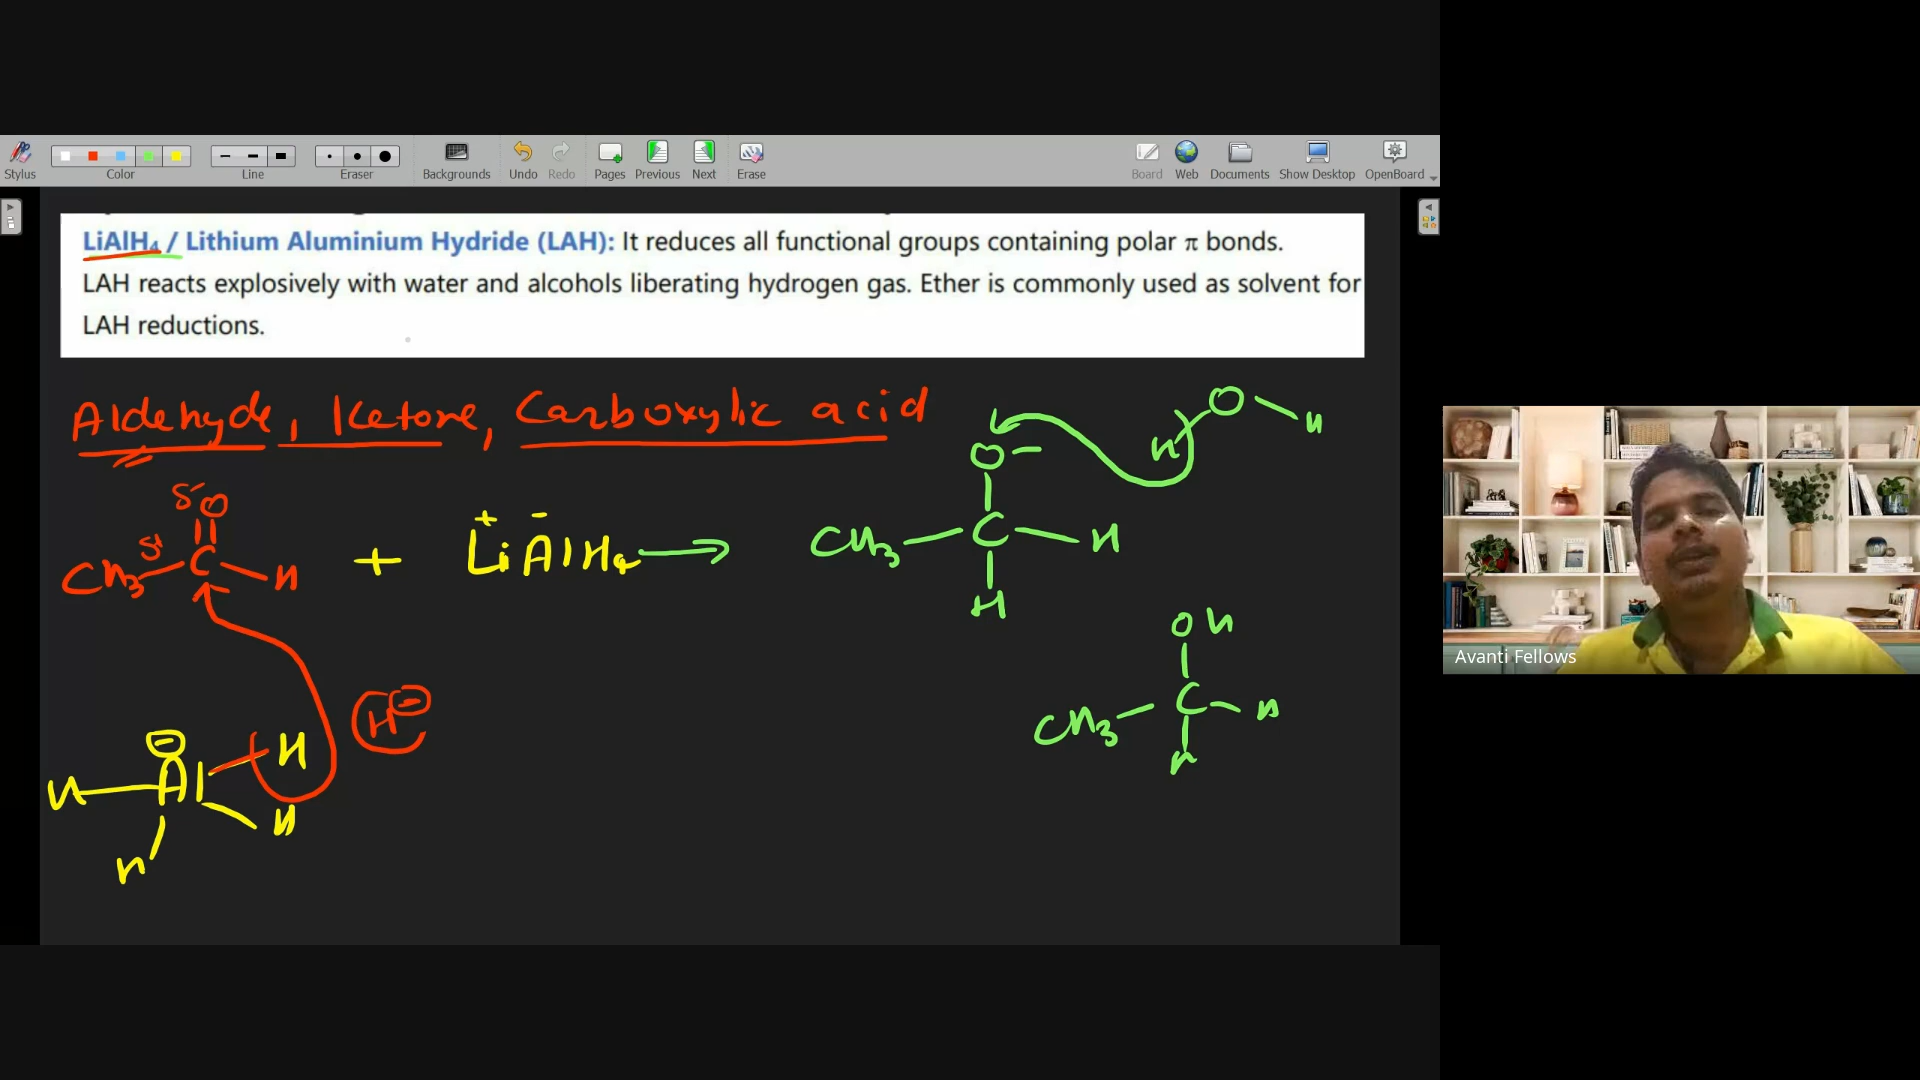 Stylus Color Line Eraser Backgrounds Undo Redo Pages Previous Next Erase Board Web Documents Show Desktop OpenBoard
LiAlH₄ / Lithium Aluminium Hydride (LAH): It reduces all functional groups containing polar π bonds.
LAH reacts explosively with water and alcohols liberating hydrogen gas. Ether is commonly used as solvent for
LAH reductions.
Aldehyde, Ketone, Carboxylic acid
O H
H
O –
δ- O
δ+
CH₃ C H + Li⁺ Al⁻ H₄ → CH₃ C H
H
OH
CH₃ C H
H
H⊖
⊖
H Al H
H
H
Avanti Fellows